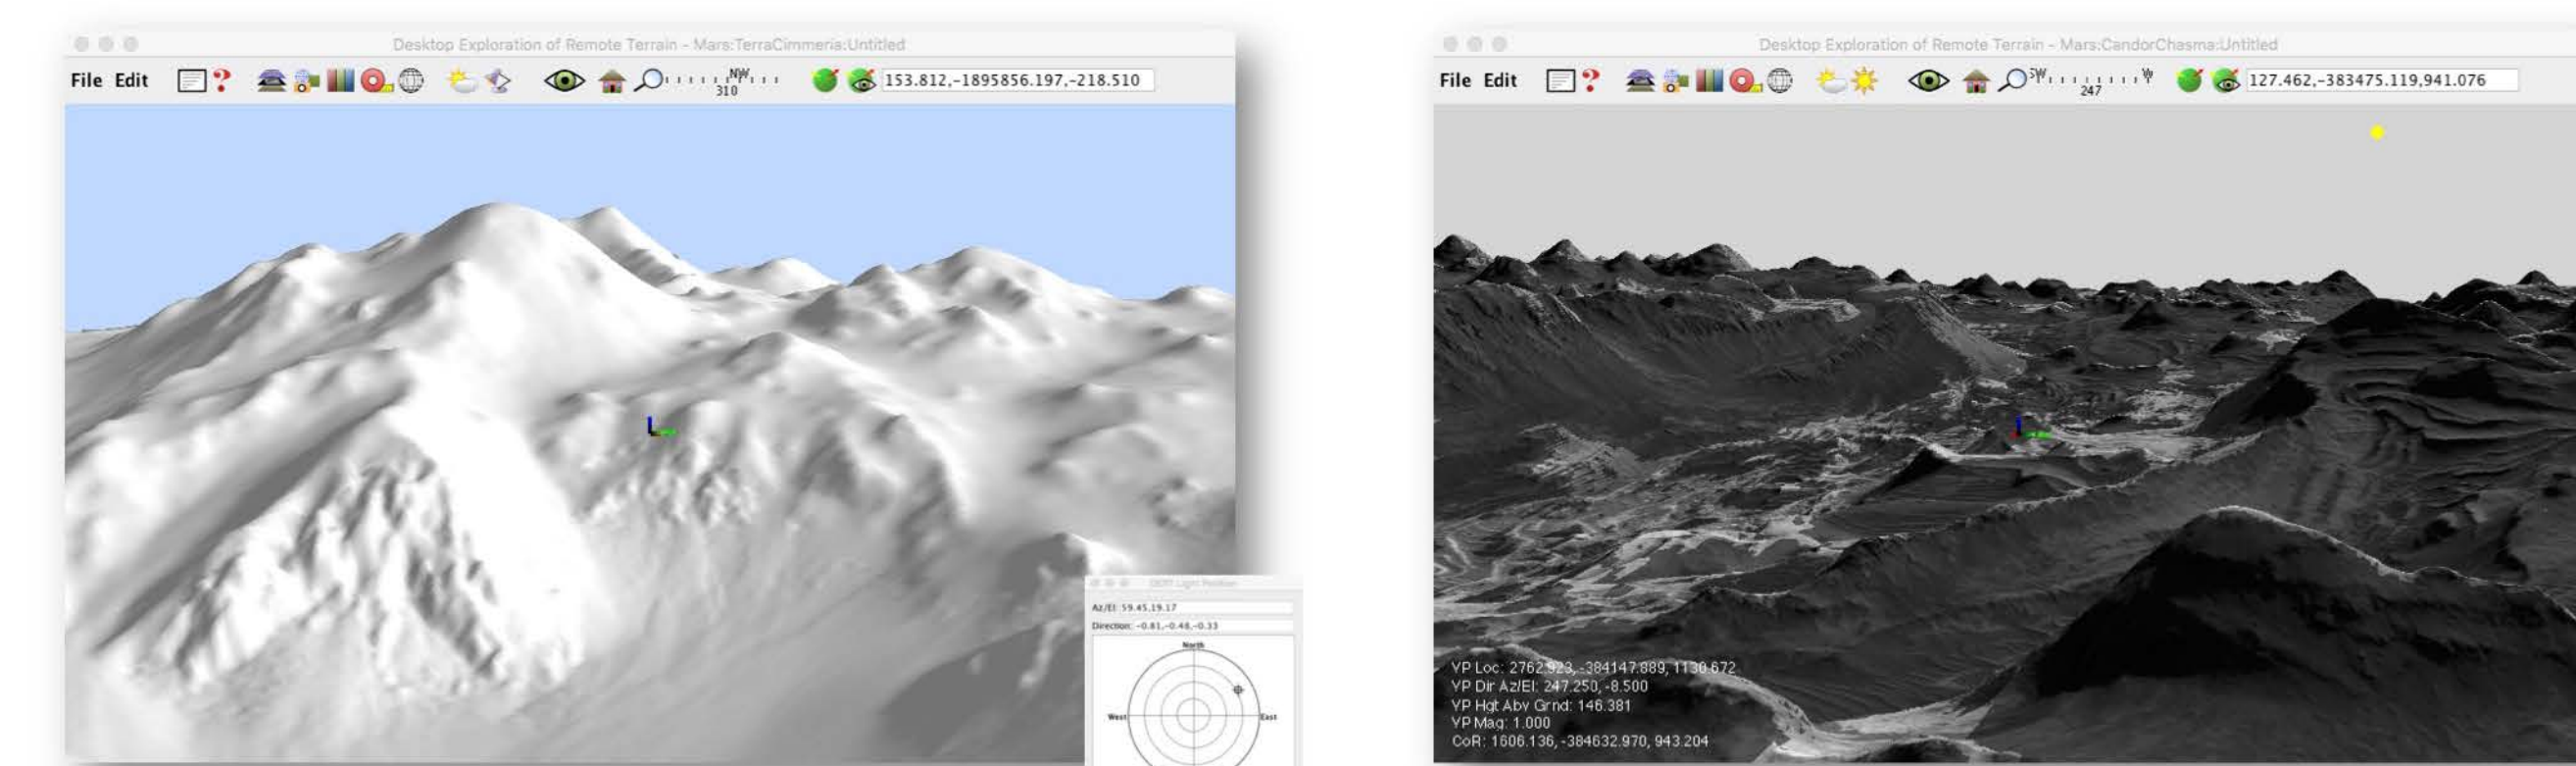 Desktop Exploration of Remote Terrain - Mars:TerraCimmeria:Untitled
File Edit ? NW 310 153.812,-1895856.197,-218.510
DERT Light Position
Az/El: 59.45,19.17
Direction: -0.81,-0.48,-0.33
North
West East
Desktop Exploration of Remote Terrain - Mars:CandorChasma:Untitled
File Edit ? SW 247 W 127.462,-383475.119,941.076
VP Loc: 2762.923, -384147.889, 1130.672
VP Dir Az/El: 247.250, -8.500
VP Hgt Abv Grnd: 146.381
VP Mag: 1.000
CoR: 1606.136, -384632.970, 943.204